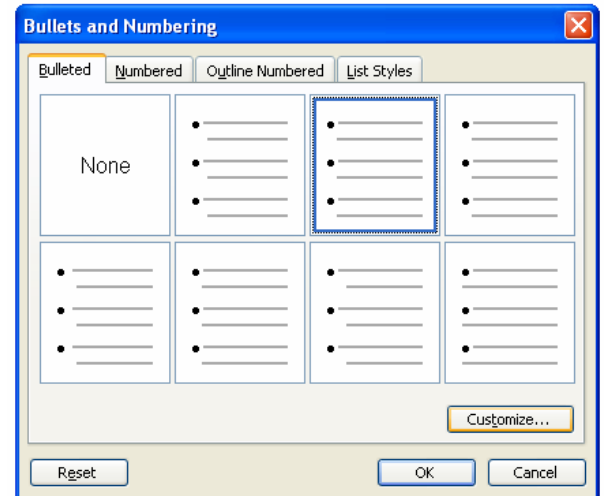 Bullets and Numbering
Bulleted Numbered Outline Numbered List Styles
None
Customize...
Reset OK Cancel